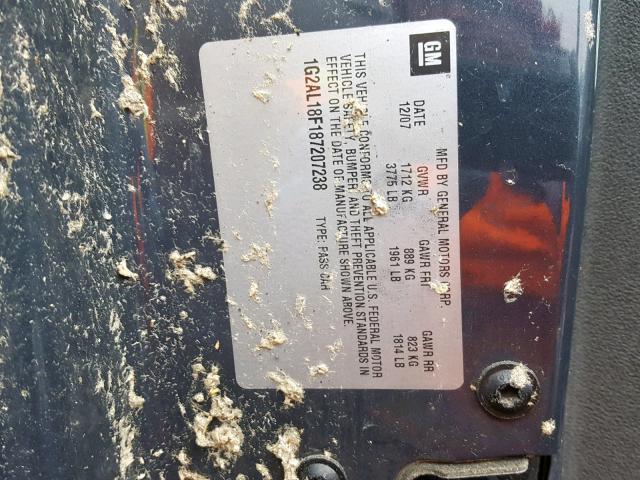 GM
MFD BY GENERAL MOTORS CORP.
DATE GVWR GAWR FRT GAWR RR
12/07 1712 KG 889 KG 823 KG
3775 LB 1961 LB 1814 LB
THIS VEHICLE CONFORMS TO ALL APPLICABLE U.S. FEDERAL MOTOR
VEHICLE SAFETY, BUMPER, AND THEFT PREVENTION STANDARDS IN
EFFECT ON THE DATE OF MANUFACTURE SHOWN ABOVE.
1G2AL18F187207238 TYPE: PASS CAR